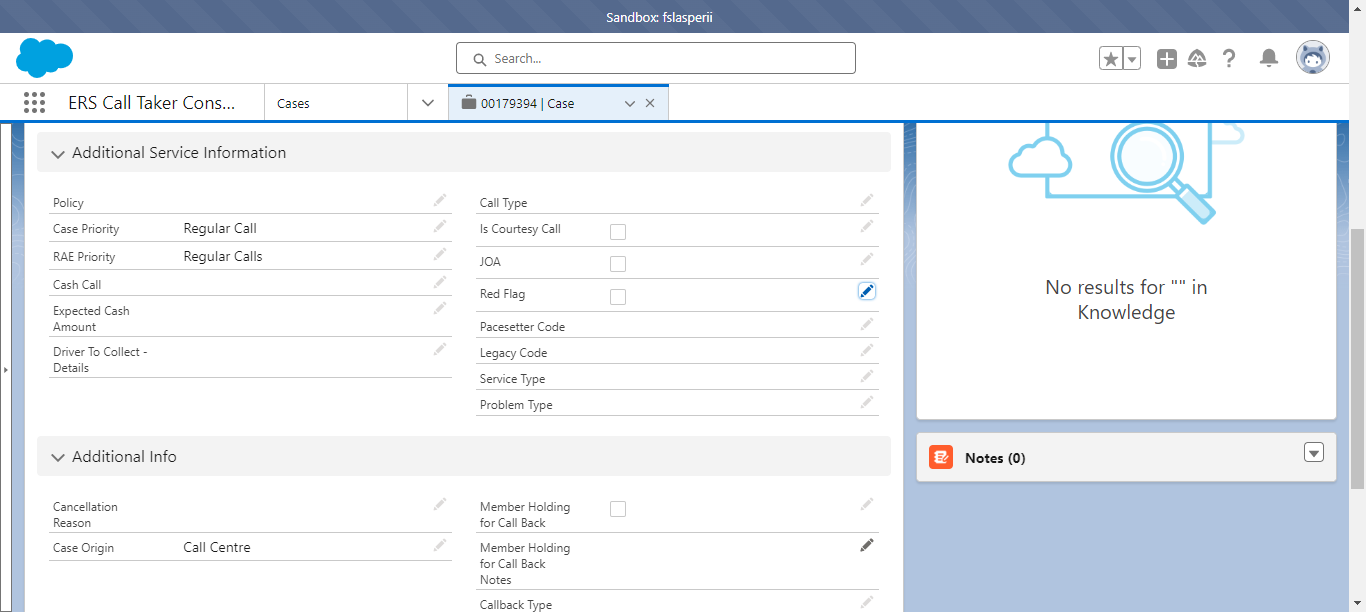 Sandbox: fslasperii
Search...
ERS Call Taker Cons...
Cases
00179394 | Case
Additional Service Information
Policy
Case Priority
Regular Call
RAE Priority
Regular Calls
Cash Call
Expected Cash
Amount
Driver To Collect -
Details
Call Type
Is Courtesy Call
JOA
Red Flag
Pacesetter Code
Legacy Code
Service Type
Problem Type
Additional Info
Cancellation
Reason
Case Origin
Call Centre
Member Holding
for Call Back
Member Holding
for Call Back
Notes
Callback Type
No results for "" in
Knowledge
Notes (0)